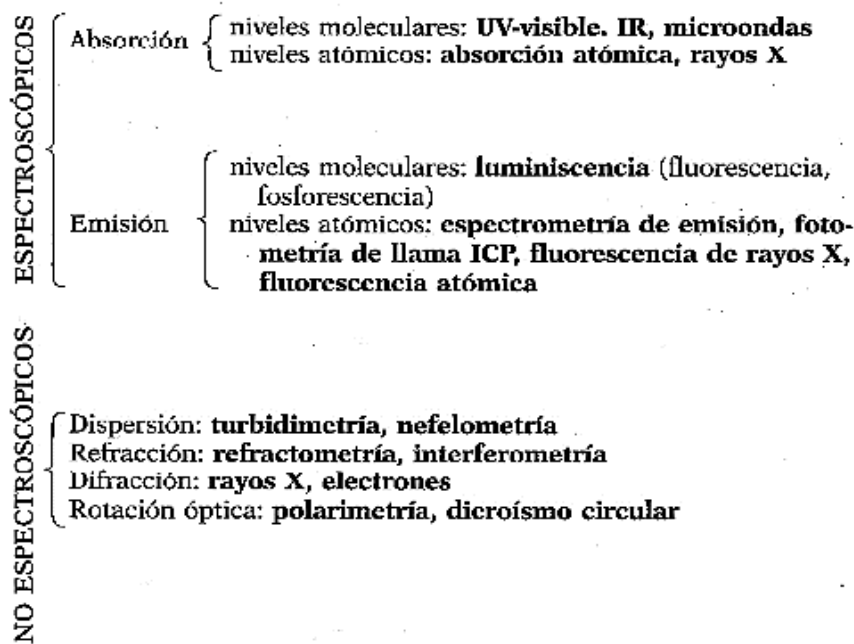 ESPECTROSCÓPICOS
Absorción
niveles moleculares: UV-visible. IR, microondas
niveles atómicos: absorción atómica, rayos X
Emisión
niveles moleculares: luminiscencia (fluorescencia,
fosforescencia)
niveles atómicos: espectrometría de emisión, foto-
metría de llama ICP, fluorescencia de rayos X,
fluorescencia atómica
NO ESPECTROSCÓPICOS
Dispersión: turbidimetría, nefelometría
Refracción: refractometría, interferometría
Difracción: rayos X, electrones
Rotación óptica: polarimetría, dicroísmo circular